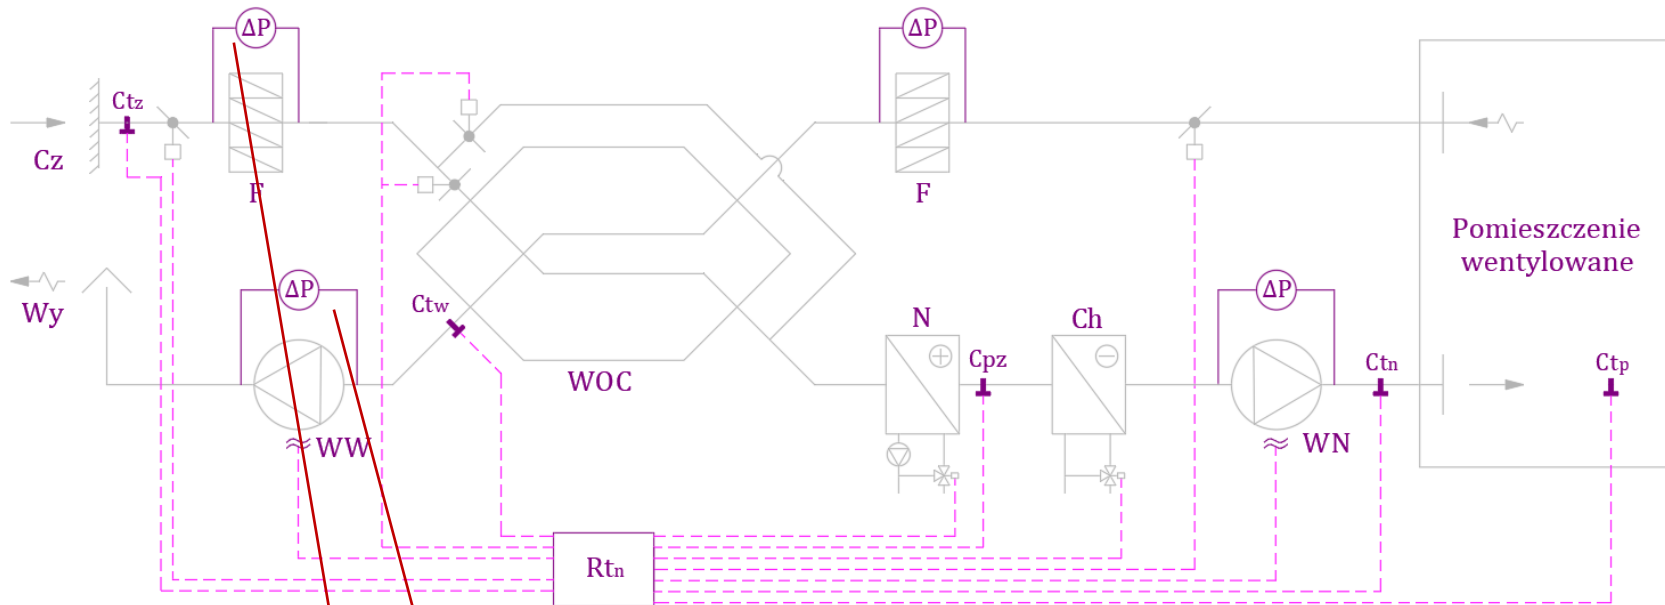 ΔP
ΔP
Ctz
Cz
F
F
Pomieszczenie
wentylowane
ΔP
ΔP
Wy
Ctw
N
Ch
Cpz
Ctn
Ctp
WOC
WW
WN
Rtn